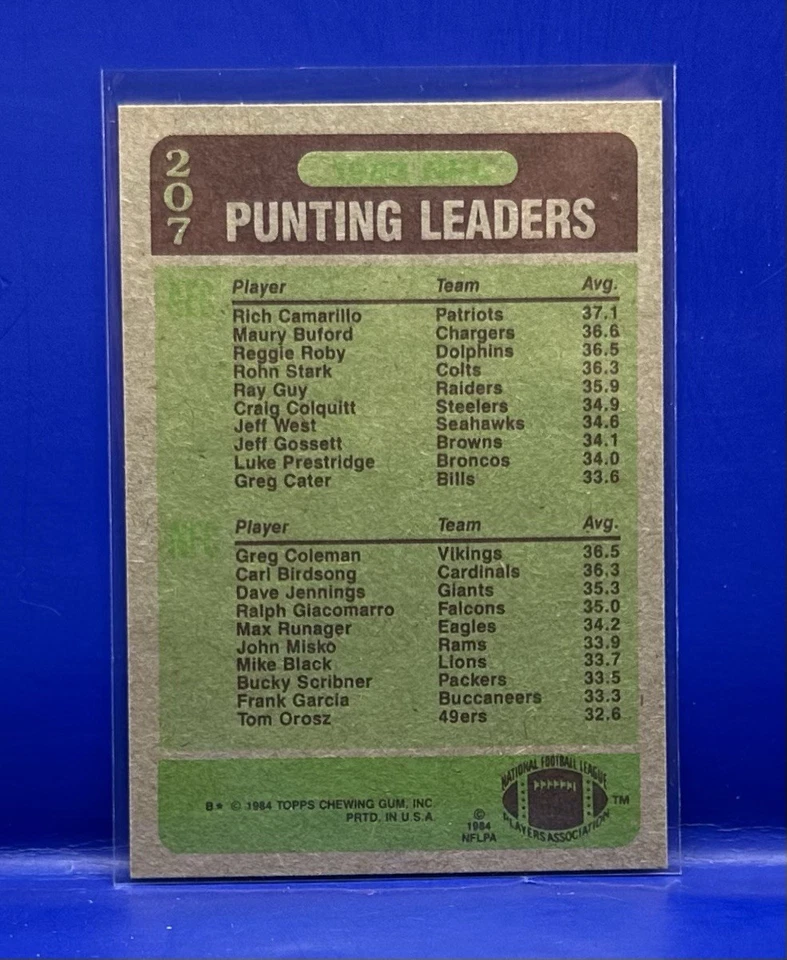 207
1983 NFL
PUNTING LEADERS
AFC
Player Team Avg.
Rich Camarillo Patriots 37.1
Maury Buford Chargers 36.6
Reggie Roby Dolphins 36.5
Rohn Stark Colts 36.3
Ray Guy Raiders 35.9
Craig Colquitt Steelers 34.9
Jeff West Seahawks 34.6
Jeff Gossett Browns 34.1
Luke Prestridge Broncos 34.0
Greg Cater Bills 33.6
NFC
Player Team Avg.
Greg Coleman Vikings 36.5
Carl Birdsong Cardinals 36.3
Dave Jennings Giants 35.3
Ralph Giacomarro Falcons 35.0
Max Runager Eagles 34.2
John Misko Rams 33.9
Mike Black Lions 33.7
Bucky Scribner Packers 33.5
Frank Garcia Buccaneers 33.3
Tom Orosz 49ers 32.6
B* © 1984 TOPPS CHEWING GUM, INC
PRTD. IN U.S.A
©
1984
NFLPA
NATIONAL FOOTBALL LEAGUE
PLAYERS ASSOCIATION
TM